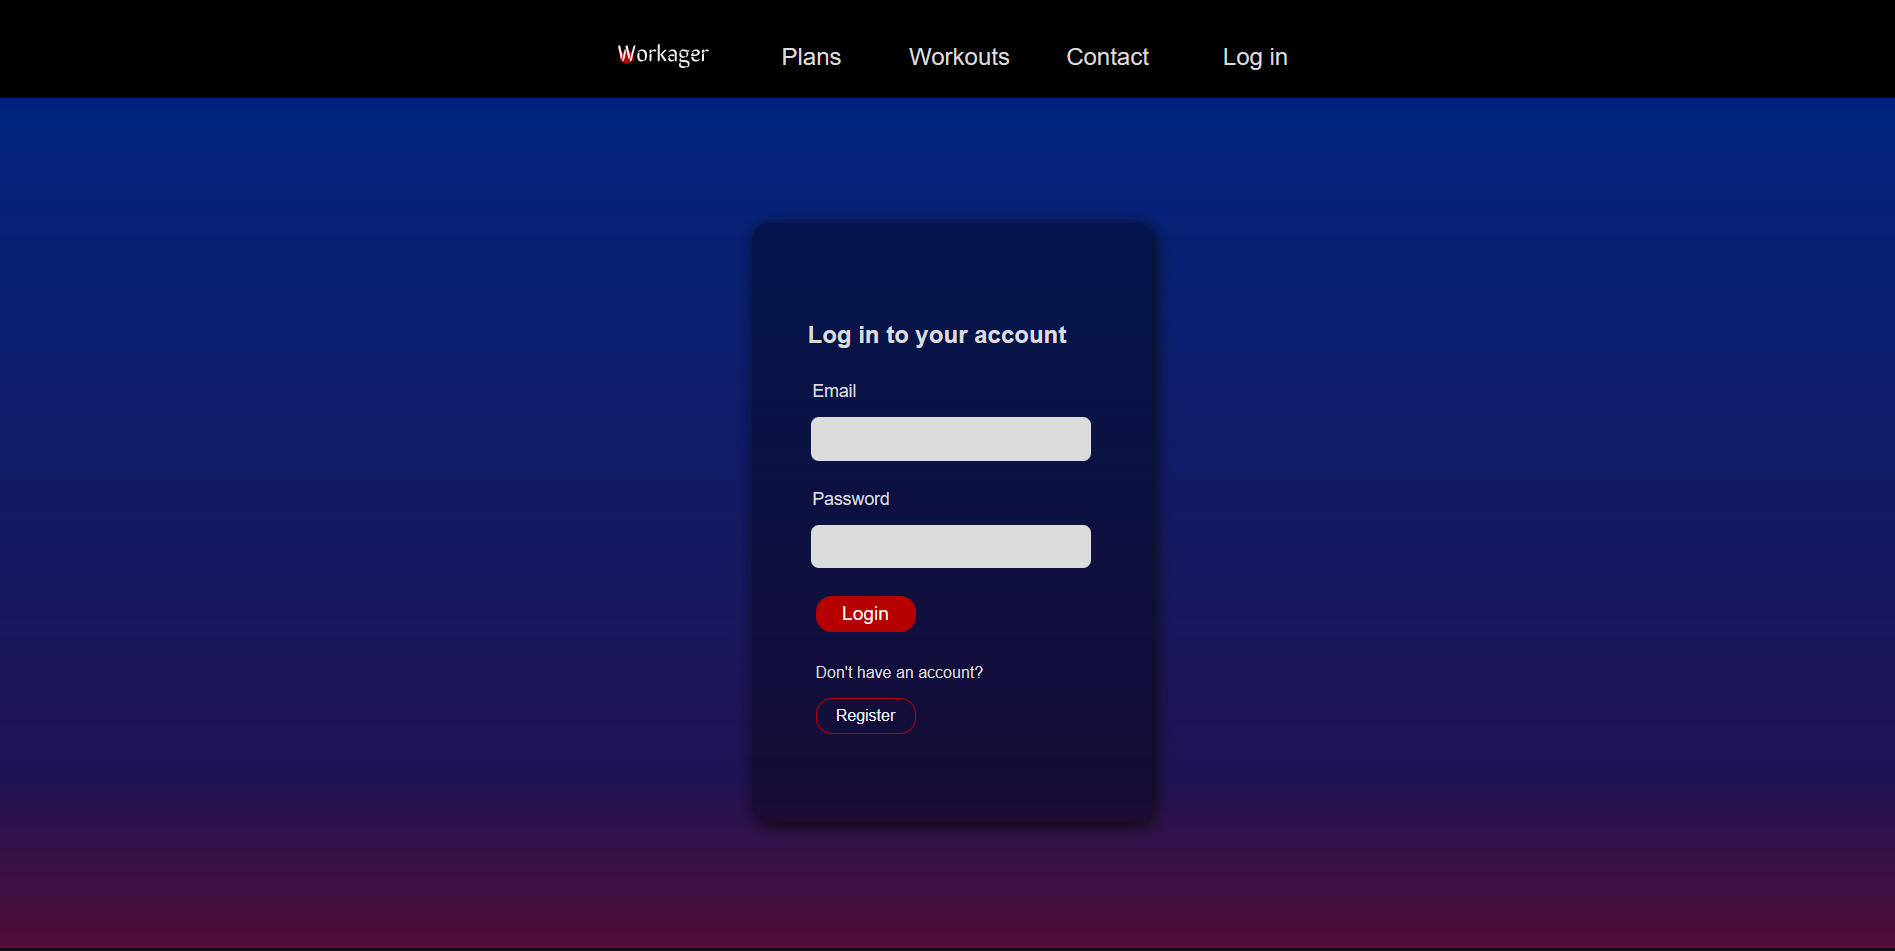 Workager Plans Workouts Contact Log in
Log in to your account
Email
Password
Login
Don't have an account?
Register